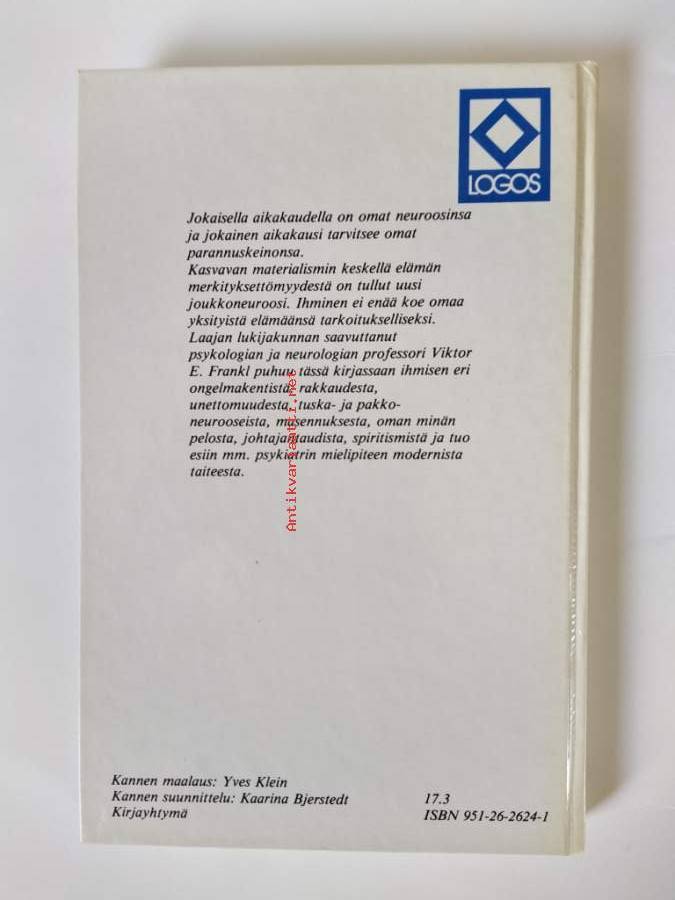 LOGOS
Jokaisella aikakaudella on omat neuroosinsa
ja jokainen aikakausi tarvitsee omat
parannuskeinonsa.
Kasvavan materialismin keskellä elämän
merkityksettömyydestä on tullut uusi
joukkoneuroosi. Ihminen ei enää koe omaa
yksityistä elämäänsä tarkoitukselliseksi.
Laajan lukijakunnan saavuttanut
psykologian ja neurologian professori Viktor
E. Frankl puhuu tässä kirjassaan ihmisen eri
ongelmakentistä, rakkaudesta,
unettomuudesta, tuska- ja pakko-
neurooseista, masennuksesta, oman minän
pelosta, johtajantaudista, spiritismistä ja tuo
esiin mm. psykiatrin mielipiteen modernista
taiteesta.
Antikvariaatti.net
Kannen maalaus: Yves Klein
Kannen suunnittelu: Kaarina Bjerstedt
Kirjayhtymä
17.3
ISBN 951-26-2624-1